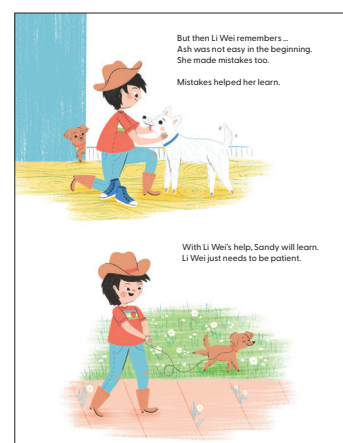 But then Li Wei remembers ...
Ash was not easy in the beginning.
She made mistakes too.
Mistakes helped her learn.
With Li Wei's help, Sandy will learn.
Li Wei just needs to be patient.